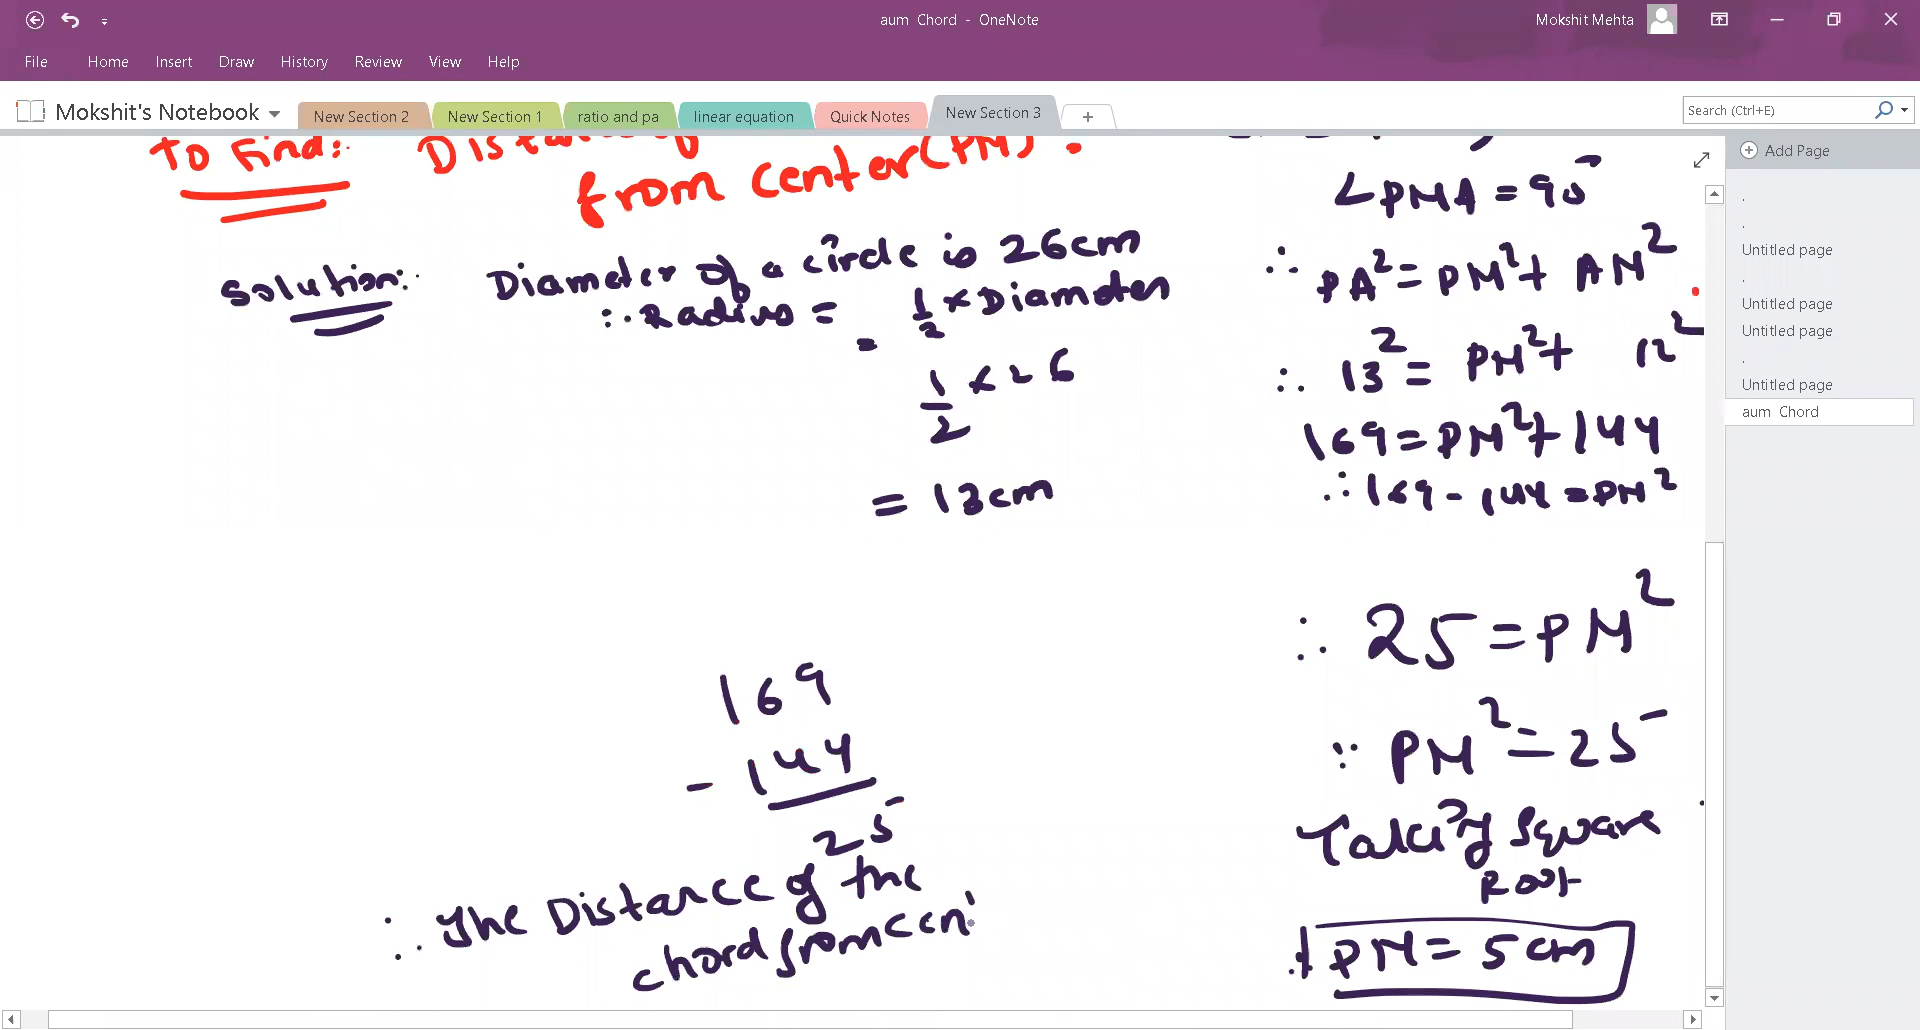 aum Chord - OneNote
Mokshit Mehta
File Home Insert Draw History Review View Help
Mokshit's Notebook
New Section 2 New Section 1 ratio and pa linear equation Quick Notes New Section 3 +
Search (Ctrl+E)
Add Page
.
.
Untitled page
.
Untitled page
Untitled page
.
Untitled page
aum Chord
To Find:
from center(PM).
Solution:
Diameter of a circle is 26cm
∴ Radius = 1/2 × Diameter
= 1/2 × 26
= 13cm
169
- 144
25
∴ The Distance of the
chord from cen
∠PMA = 90
∴ PA² = PM² + AM²
∴ 13² = PM² + 12²
169 = PM² + 144
∴ 169 - 144 = PM²
∴ 25 = PM²
∵ PM² = 25
Taking Square
Root
PM = 5cm